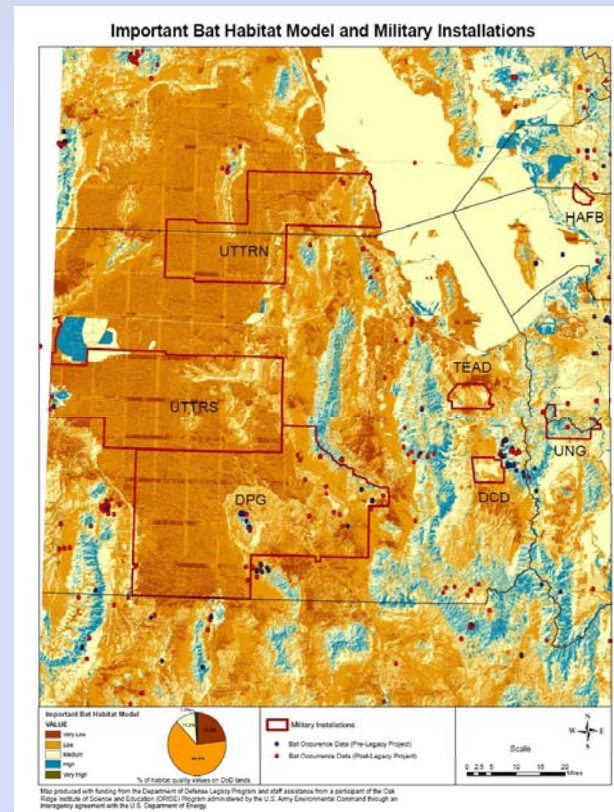 Important Bat Habitat Model and Military Installations
HAFB
UTTRN
TEAD
UTTRS
UNG
DPG
DCD
Important Bat Habitat Model
VALUE
Very Low
Low
Medium
High
Very High
% of habitat quality values on DoD lands
Military Installations
Bat Occurence Data (Pre-Legacy Project)
Bat Occurence Data (Post-Legacy Project)
N
W E
S
Scale
0 2.5 5 10 15 20
Miles
Map produced with funding from the Department of Defense Legacy Program and staff assistance from a participant of the Oak
Ridge Institute of Science and Education (ORISE) Program administered by the U.S. Army Environmental Command through an
Interagency agreement with the U.S. Department of Energy.